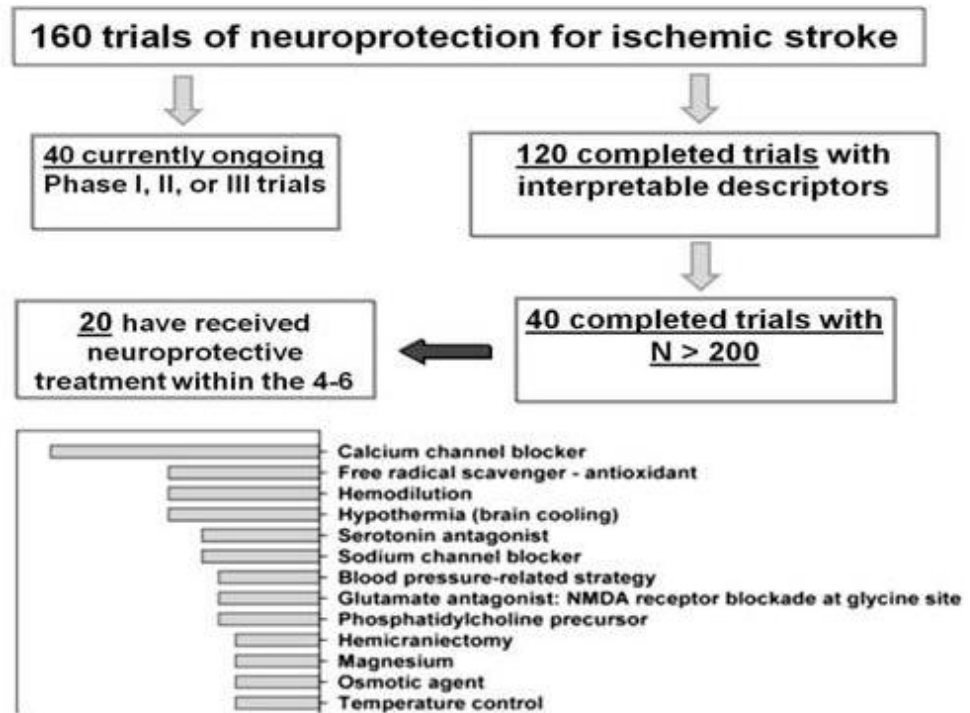 160 trials of neuroprotection for ischemic stroke
40 currently ongoing
Phase I, II, or III trials
120 completed trials with
interpretable descriptors
20 have received
neuroprotective
treatment within the 4-6
40 completed trials with
N > 200
Calcium channel blocker
Free radical scavenger - antioxidant
Hemodilution
Hypothermia (brain cooling)
Serotonin antagonist
Sodium channel blocker
Blood pressure-related strategy
Glutamate antagonist: NMDA receptor blockade at glycine site
Phosphatidylcholine precursor
Hemicraniectomy
Magnesium
Osmotic agent
Temperature control